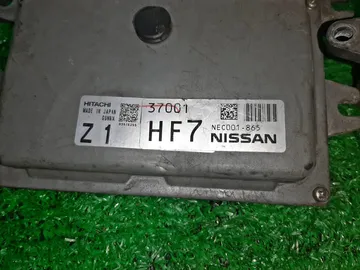 HITACHI
MADE IN JAPAN
37001
Z1 HF7
NEC001-865
NISSAN